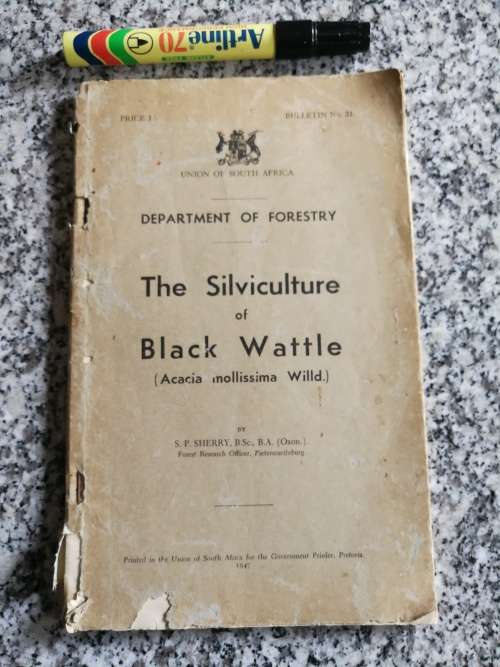 Artline 70
PRICE 1
BULLETIN No. 31
UNION OF SOUTH AFRICA
DEPARTMENT OF FORESTRY
The Silviculture
of
Black Wattle
(Acacia mollissima Willd.)
BY
S. P. SHERRY, B.Sc., B.A. (Oxon.)
Forest Research Officer, Pietermaritzburg
Printed in the Union of South Africa for the Government Printer, Pretoria
1947